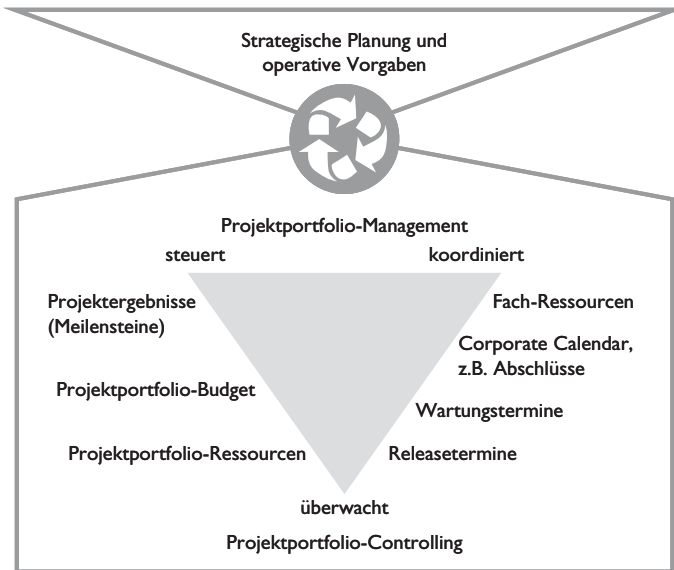 Strategische Planung und
operative Vorgaben
Projektportfolio-Management
steuert
koordiniert
Projektergebnisse
(Meilensteine)
Fach-Ressourcen
Corporate Calendar,
z.B. Abschlüsse
Projektportfolio-Budget
Wartungstermine
Projektportfolio-Ressourcen
Releasetermine
überwacht
Projektportfolio-Controlling